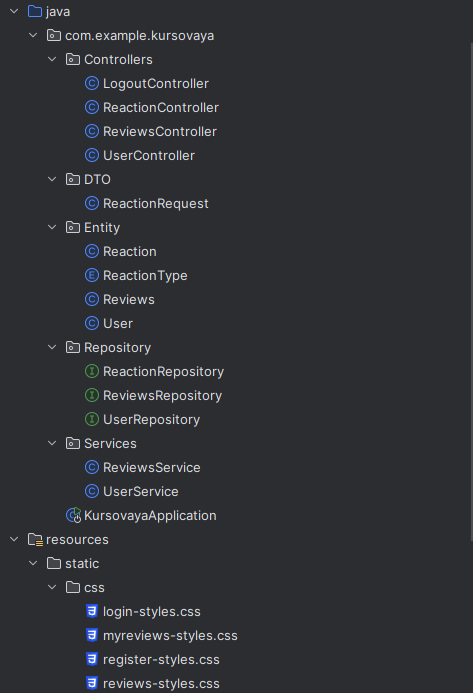 java
com.example.kursovaya
Controllers
LogoutController
ReactionController
ReviewsController
UserController
DTO
ReactionRequest
Entity
Reaction
ReactionType
Reviews
User
Repository
ReactionRepository
ReviewsRepository
UserRepository
Services
ReviewsService
UserService
KursovayaApplication
resources
static
css
login-styles.css
myreviews-styles.css
register-styles.css
reviews-styles.css